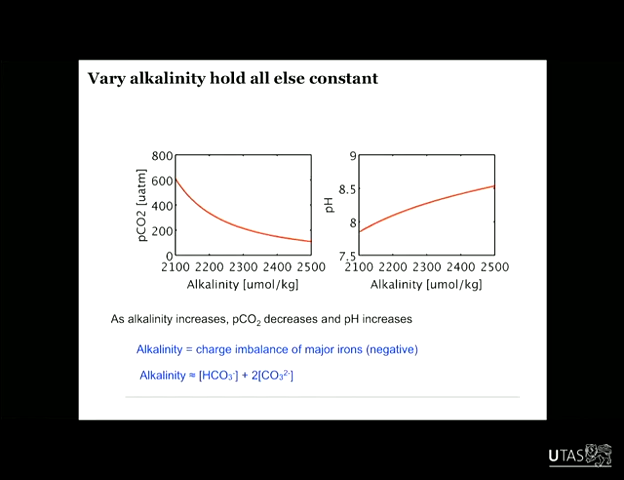 Vary alkalinity hold all else constant
800
600
400
200
0
pCO2 [uatm]
2100 2200 2300 2400 2500
Alkalinity [umol/kg]
9
8.5
8
7.5
pH
2100 2200 2300 2400 2500
Alkalinity [umol/kg]
As alkalinity increases, pCO₂ decreases and pH increases
Alkalinity = charge imbalance of major irons (negative)
Alkalinity ≈ [HCO₃⁻] + 2[CO₃²⁻]
UTAS